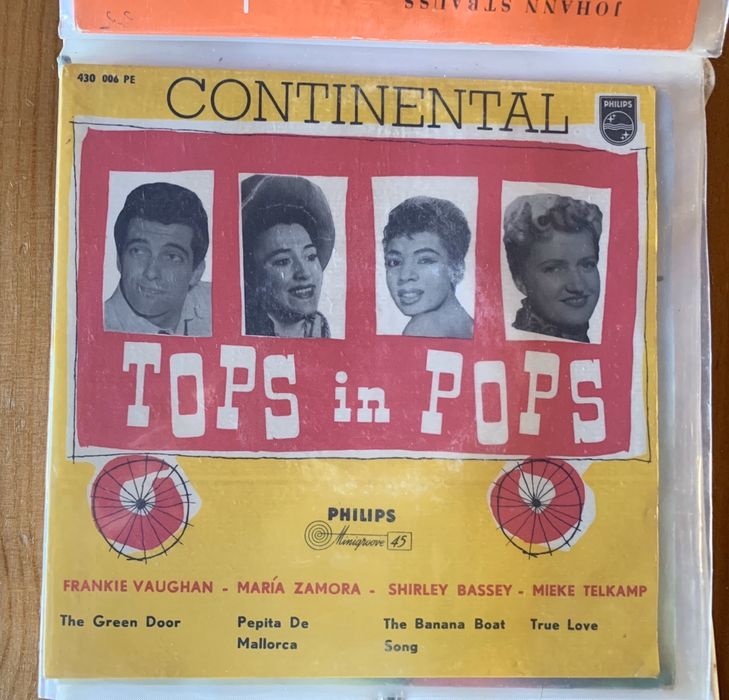 JOHANN STRAUSS
430 006 PE
CONTINENTAL
PHILIPS
TOPS in POPS
PHILIPS
Minigroove 45
FRANKIE VAUGHAN - MARÍA ZAMORA - SHIRLEY BASSEY - MIEKE TELKAMP
The Green Door
Pepita De
Mallorca
The Banana Boat
Song
True Love